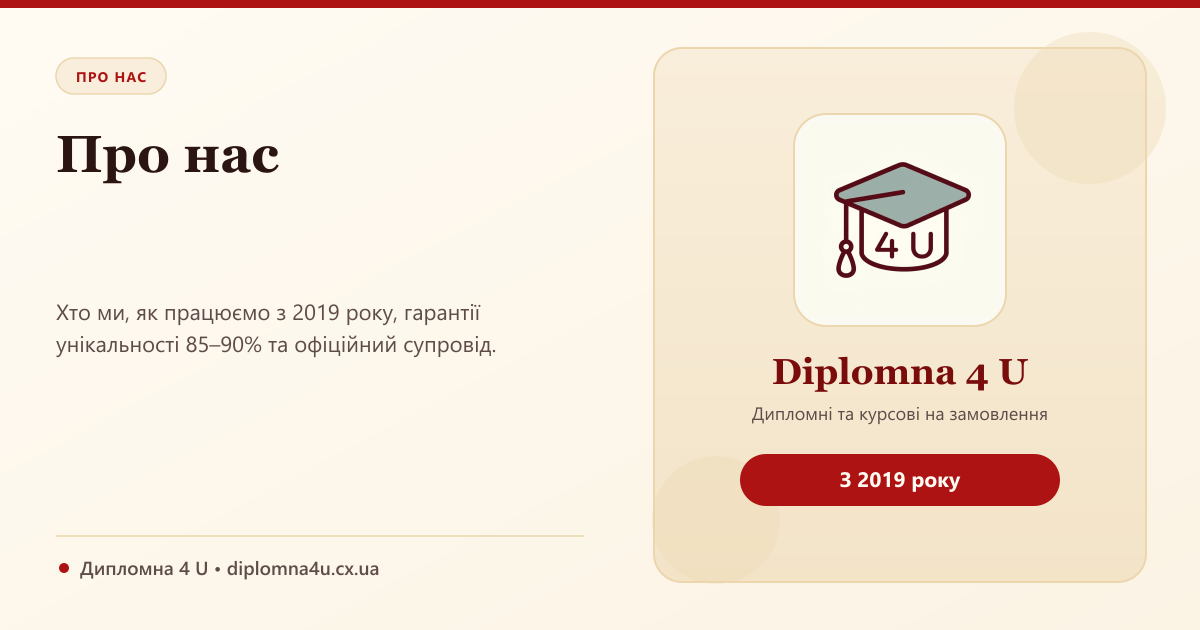 ПРО НАС
Про нас
Хто ми, як працюємо з 2019 року, гарантії
унікальності 85–90% та офіційний супровід.
Дипломна 4 U • diplomna4u.cx.ua
4 U
Diplomna 4 U
Дипломні та курсові на замовлення
З 2019 року